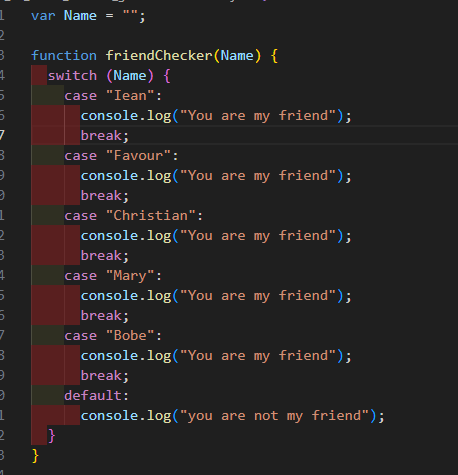 1 var Name = "";
2
3 function friendChecker(Name) {
4 switch (Name) {
5 case "Iean":
6 console.log("You are my friend");
7 break;
8 case "Favour":
9 console.log("You are my friend");
0 break;
1 case "Christian":
2 console.log("You are my friend");
3 break;
4 case "Mary":
5 console.log("You are my friend");
6 break;
7 case "Bobe":
8 console.log("You are my friend");
9 break;
0 default:
1 console.log("you are not my friend");
2 }
3 }